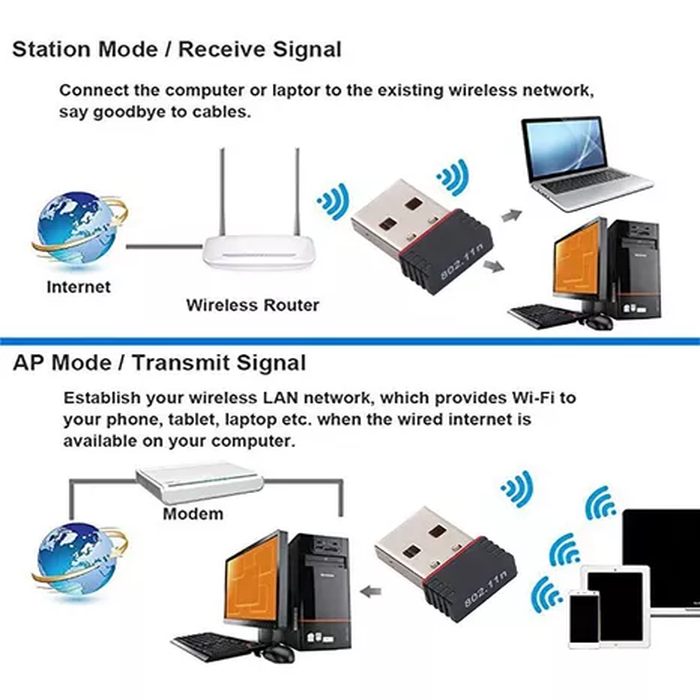 Station Mode / Receive Signal
Connect the computer or laptor to the existing wireless network,
say goodbye to cables.
802.11n
Internet
Wireless Router
AP Mode / Transmit Signal
Establish your wireless LAN network, which provides Wi-Fi to
your phone, tablet, laptop etc. when the wired internet is
available on your computer.
Modem
802.11n